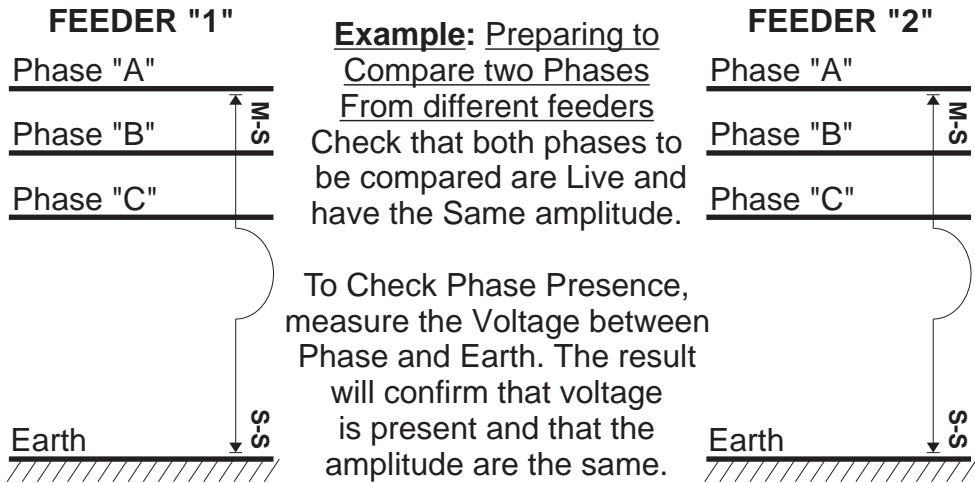 FEEDER "1"
Phase "A"
M-S
Phase "B"
Phase "C"
S-S
Earth
Example: Preparing to
Compare two Phases
From different feeders
Check that both phases to
be compared are Live and
have the Same amplitude.
To Check Phase Presence,
measure the Voltage between
Phase and Earth. The result
will confirm that voltage
is present and that the
amplitude are the same.
FEEDER "2"
Phase "A"
M-S
Phase "B"
Phase "C"
S-S
Earth